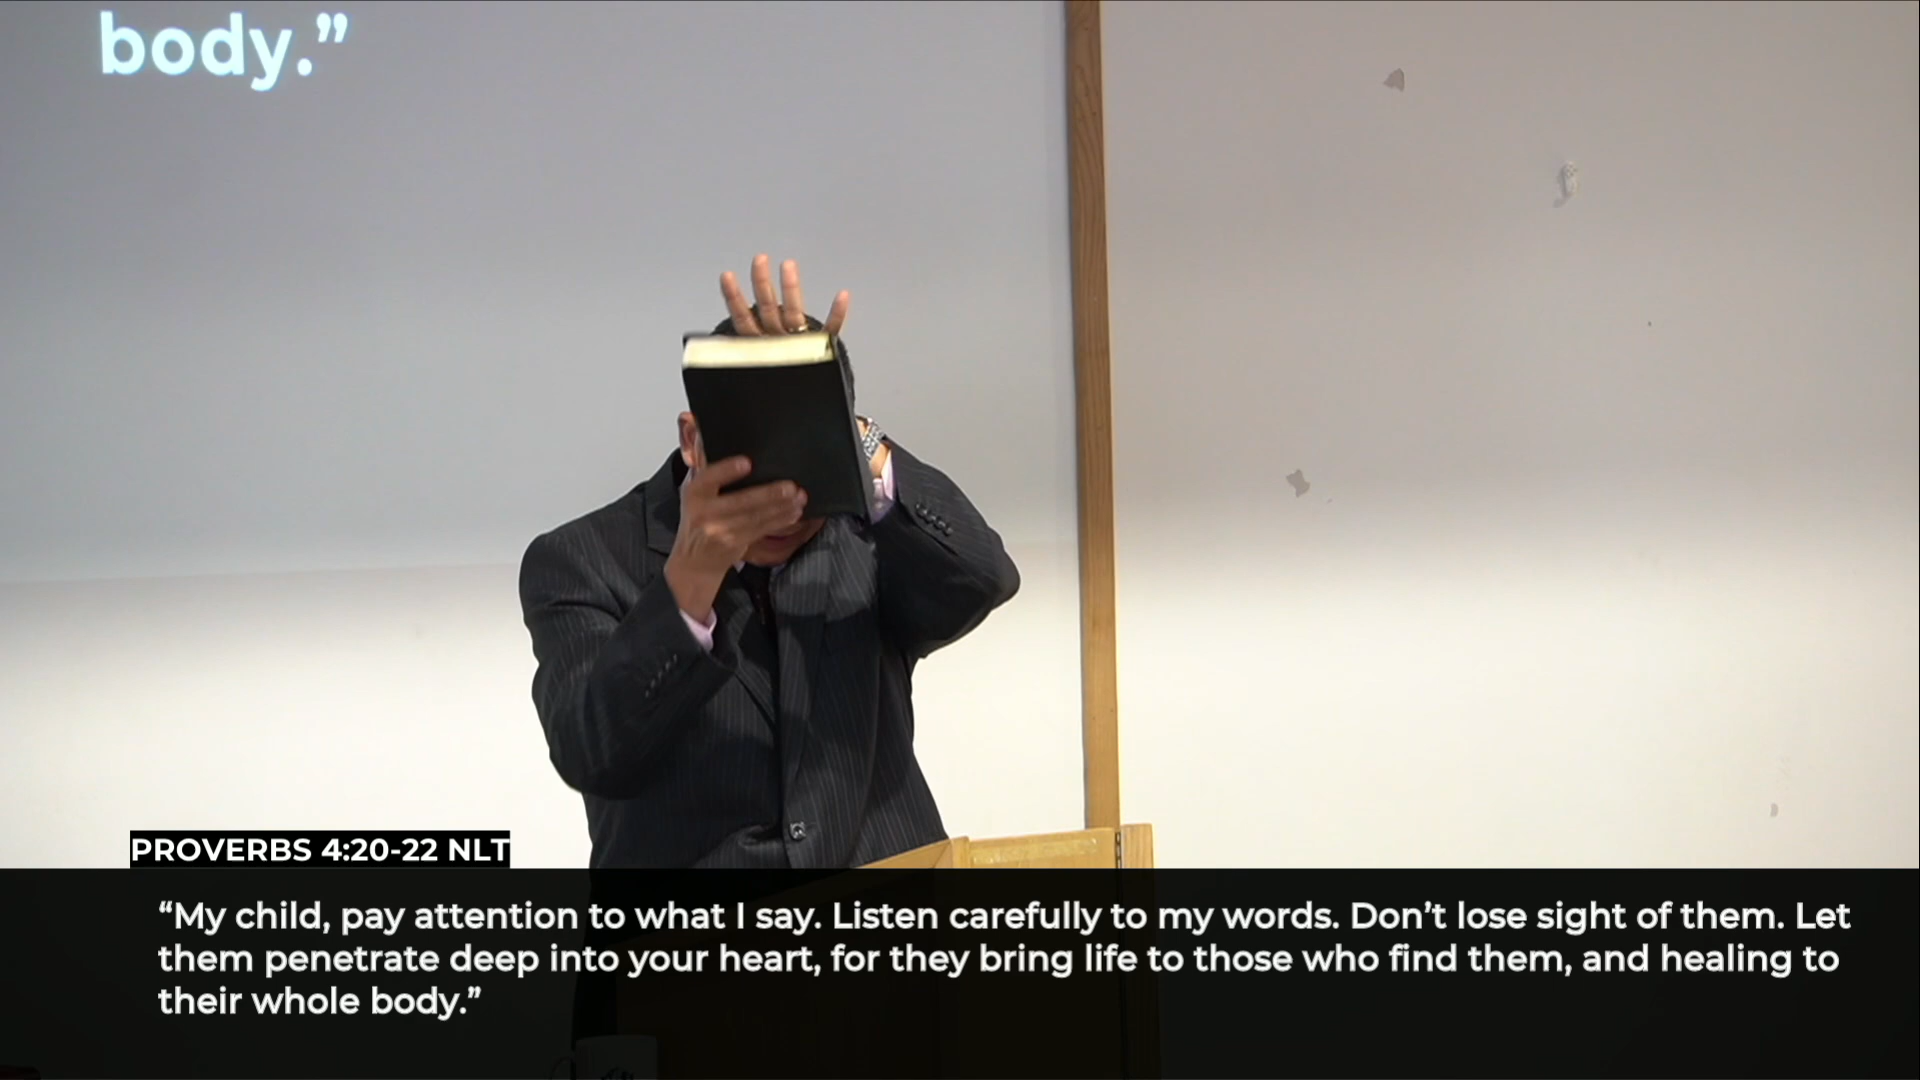 body.”
PROVERBS 4:20-22 NLT
“My child, pay attention to what I say. Listen carefully to my words. Don’t lose sight of them. Let
them penetrate deep into your heart, for they bring life to those who find them, and healing to
their whole body.”